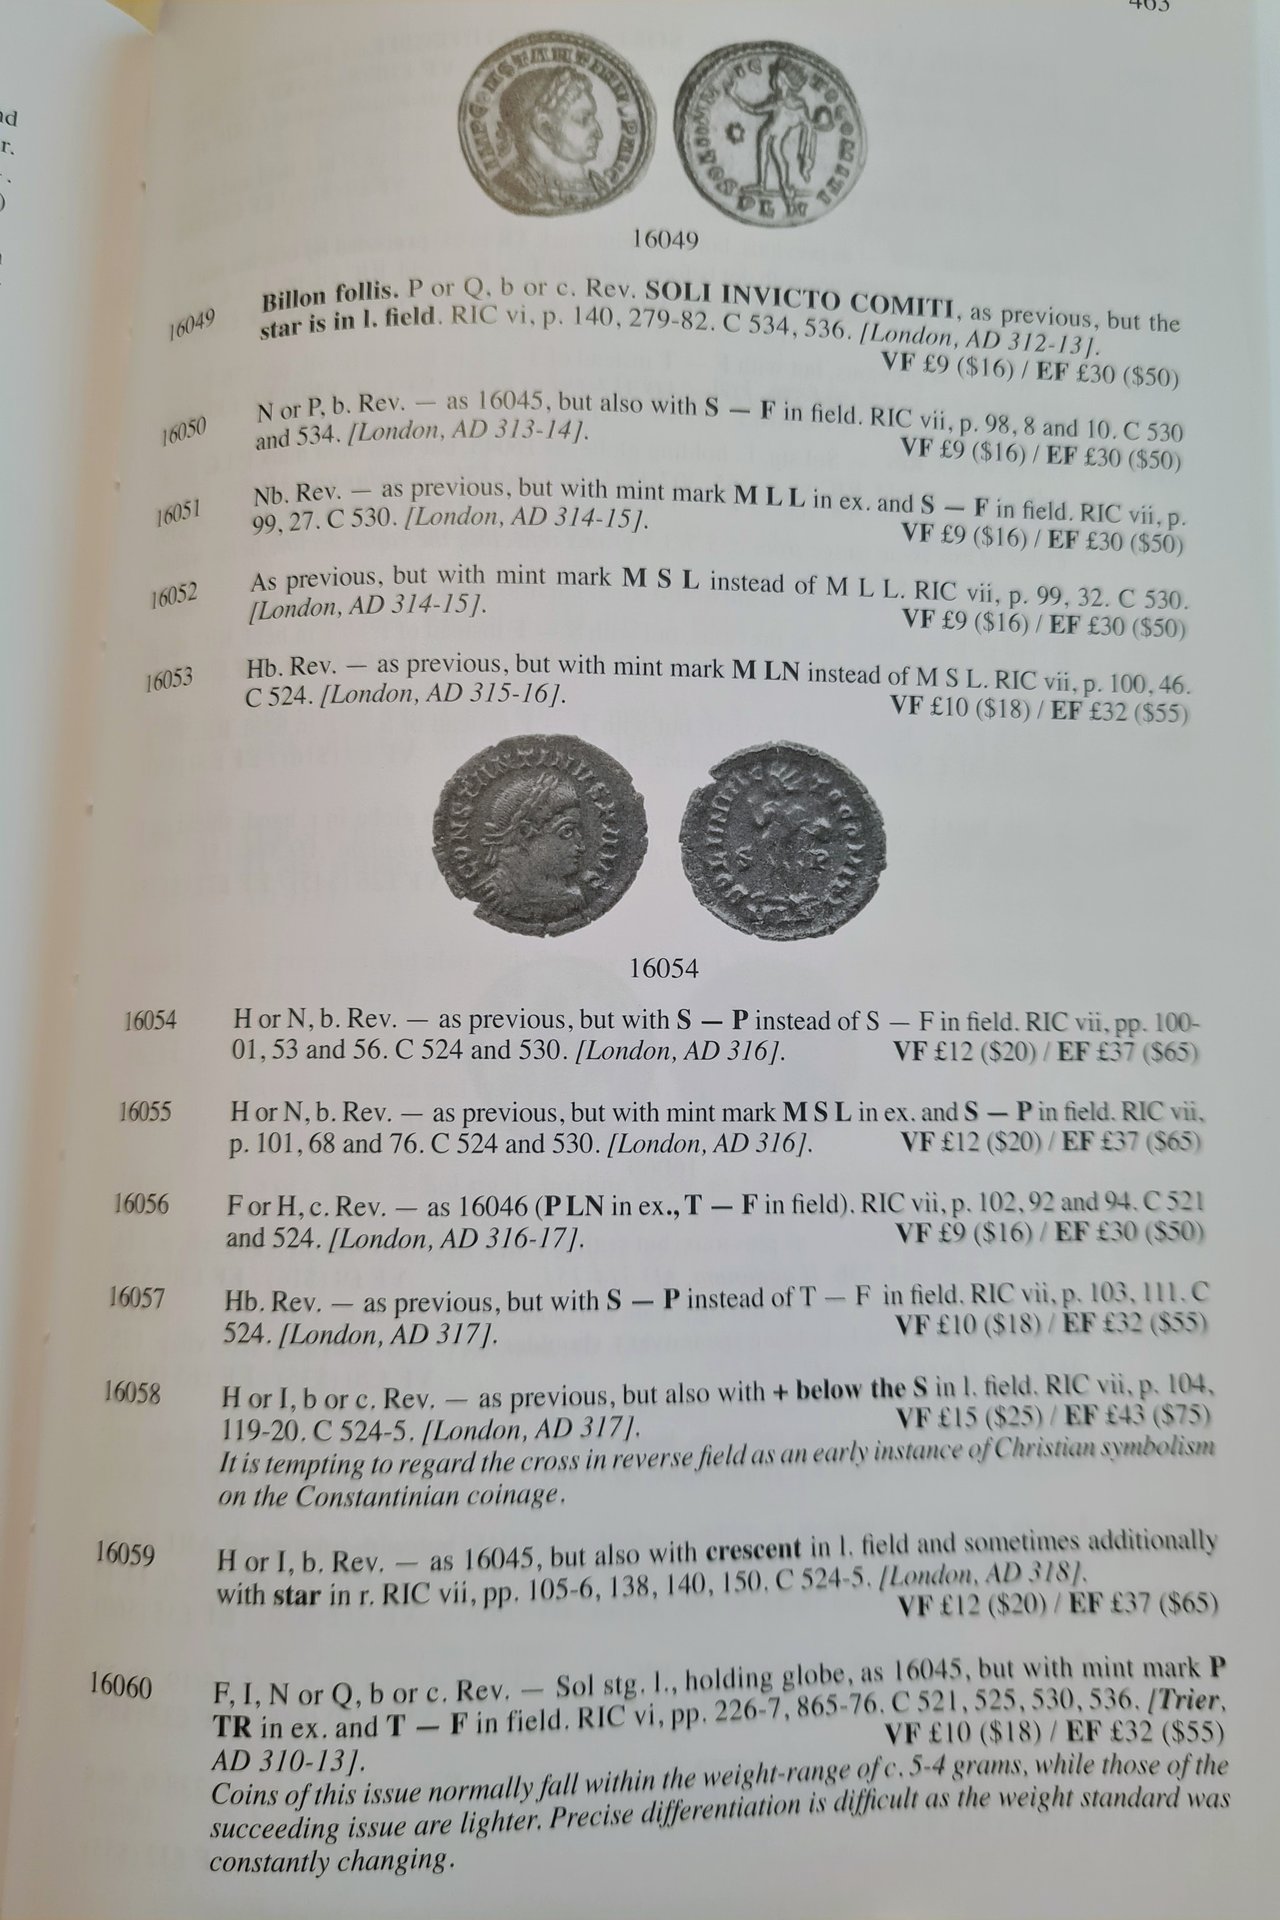 463
16049
16049 Billon follis. P or Q, b or c. Rev. SOLI INVICTO COMITI, as previous, but the
star is in l. field. RIC vi, p. 140, 279-82. C 534, 536. [London, AD 312-13].
VF £9 ($16) / EF £30 ($50)
16050 N or P, b. Rev. — as 16045, but also with S – F in field. RIC vii, p. 98, 8 and 10. C 530
and 534. [London, AD 313-14]. VF £9 ($16) / EF £30 ($50)
16051 Nb. Rev. — as previous, but with mint mark M L L in ex. and S – F in field. RIC vii, p.
99, 27. C 530. [London, AD 314-15]. VF £9 ($16) / EF £30 ($50)
16052 As previous, but with mint mark M S L instead of M L L. RIC vii, p. 99, 32. C 530.
[London, AD 314-15]. VF £9 ($16) / EF £30 ($50)
16053 Hb. Rev. — as previous, but with mint mark M LN instead of M S L. RIC vii, p. 100, 46.
C 524. [London, AD 315-16]. VF £10 ($18) / EF £32 ($55)
16054
16054 H or N, b. Rev. — as previous, but with S – P instead of S – F in field. RIC vii, pp. 100-
01, 53 and 56. C 524 and 530. [London, AD 316]. VF £12 ($20) / EF £37 ($65)
16055 H or N, b. Rev. — as previous, but with mint mark M S L in ex. and S – P in field. RIC vii,
p. 101, 68 and 76. C 524 and 530. [London, AD 316]. VF £12 ($20) / EF £37 ($65)
16056 F or H, c. Rev. — as 16046 (P LN in ex., T – F in field). RIC vii, p. 102, 92 and 94. C 521
and 524. [London, AD 316-17]. VF £9 ($16) / EF £30 ($50)
16057 Hb. Rev. — as previous, but with S – P instead of T – F in field. RIC vii, p. 103, 111. C
524. [London, AD 317]. VF £10 ($18) / EF £32 ($55)
16058 H or I, b or c. Rev. — as previous, but also with + below the S in l. field. RIC vii, p. 104,
119-20. C 524-5. [London, AD 317]. VF £15 ($25) / EF £43 ($75)
It is tempting to regard the cross in reverse field as an early instance of Christian symbolism
on the Constantinian coinage.
16059 H or I, b. Rev. — as 16045, but also with crescent in l. field and sometimes additionally
with star in r. RIC vii, pp. 105-6, 138, 140, 150. C 524-5. [London, AD 318].
VF £12 ($20) / EF £37 ($65)
16060 F, I, N or Q, b or c. Rev. — Sol stg. l., holding globe, as 16045, but with mint mark P
TR in ex. and T – F in field. RIC vi, pp. 226-7, 865-76. C 521, 525, 530, 536. [Trier,
AD 310-13]. VF £10 ($18) / EF £32 ($55)
Coins of this issue normally fall within the weight-range of c. 5-4 grams, while those of the
succeeding issue are lighter. Precise differentiation is difficult as the weight standard was
constantly changing.